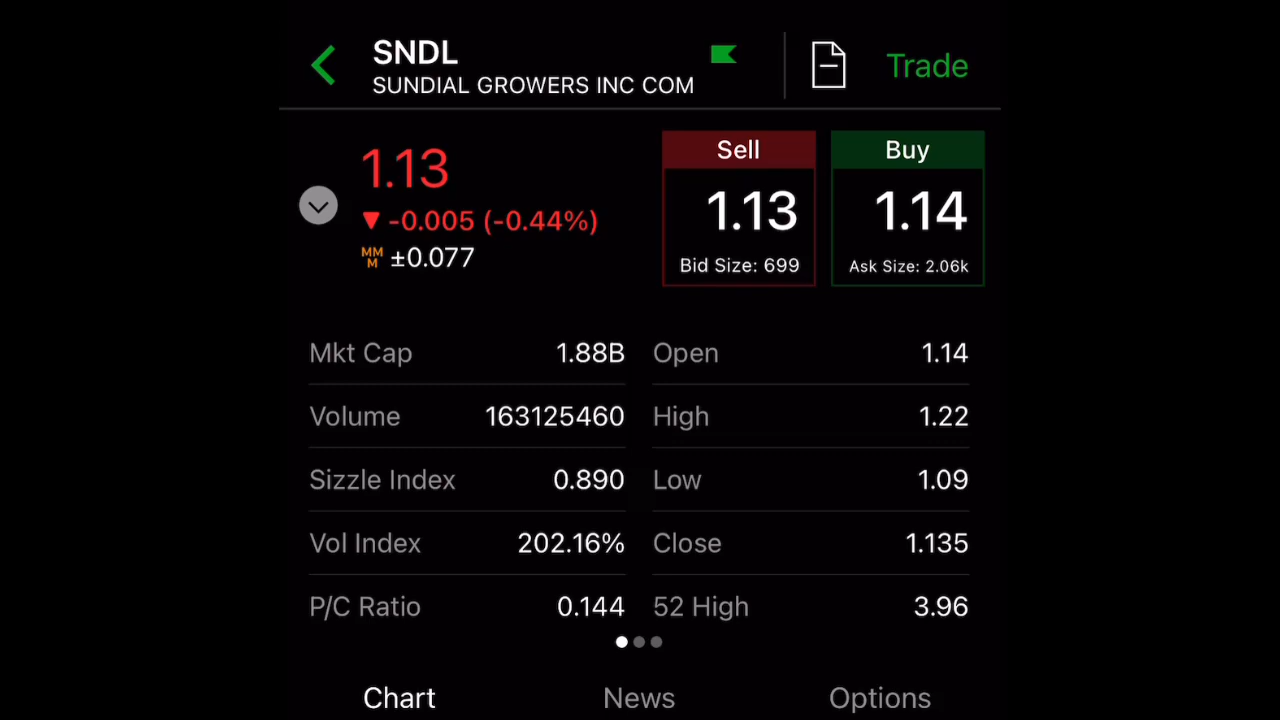 SNDL
SUNDIAL GROWERS INC COM
Trade
1.13
-0.005 (-0.44%)
MM
M
±0.077
Sell
1.13
Bid Size: 699
Buy
1.14
Ask Size: 2.06k
Mkt Cap 1.88B Open 1.14
Volume 163125460 High 1.22
Sizzle Index 0.890 Low 1.09
Vol Index 202.16% Close 1.135
P/C Ratio 0.144 52 High 3.96
Chart News Options